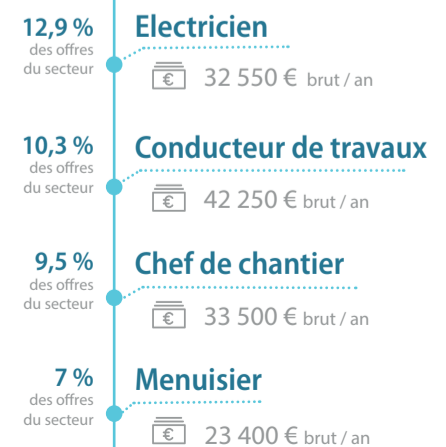 12,9 %
des offres
du secteur
Electricien
€
32 550 € brut / an
10,3 %
des offres
du secteur
Conducteur de travaux
€
42 250 € brut / an
9,5 %
des offres
du secteur
Chef de chantier
€
33 500 € brut / an
7 %
des offres
du secteur
Menuisier
€
23 400 € brut / an